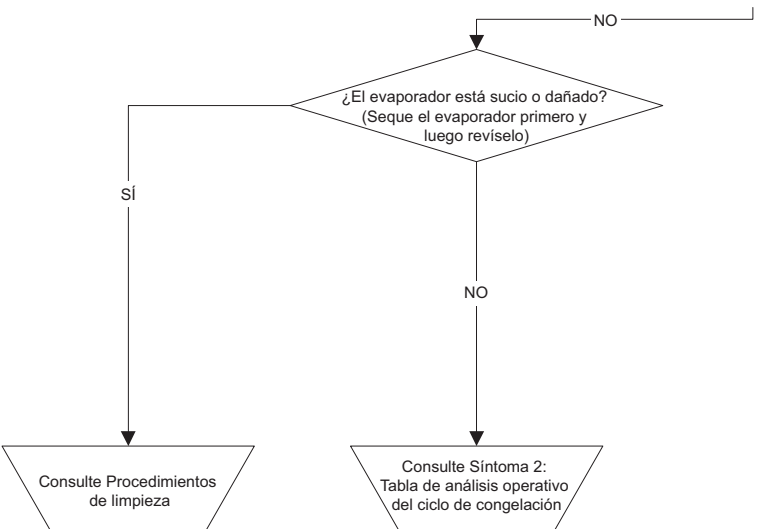 NO
¿El evaporador está sucio o dañado?
(Seque el evaporador primero y
luego revíselo)
SÍ
NO
Consulte Procedimientos
de limpieza
Consulte Síntoma 2:
Tabla de análisis operativo
del ciclo de congelación